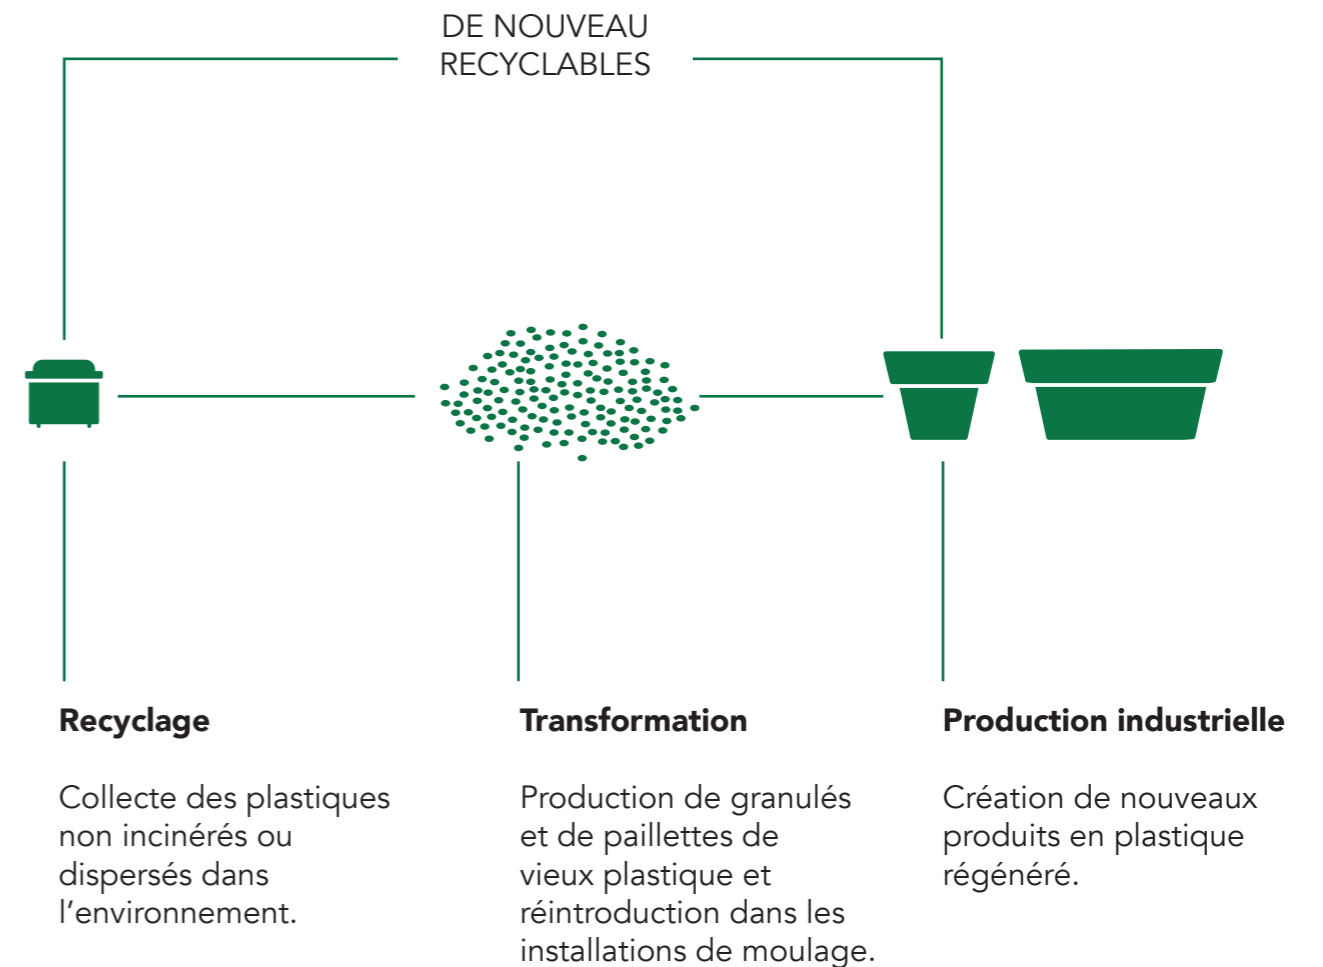 DE NOUVEAU
RECYCLABLES
Recyclage
Collecte des plastiques
non incinérés ou
dispersés dans
l'environnement.
Transformation
Production de granulés
et de paillettes de
vieux plastique et
réintroduction dans les
installations de moulage.
Production industrielle
Création de nouveaux
produits en plastique
régénéré.